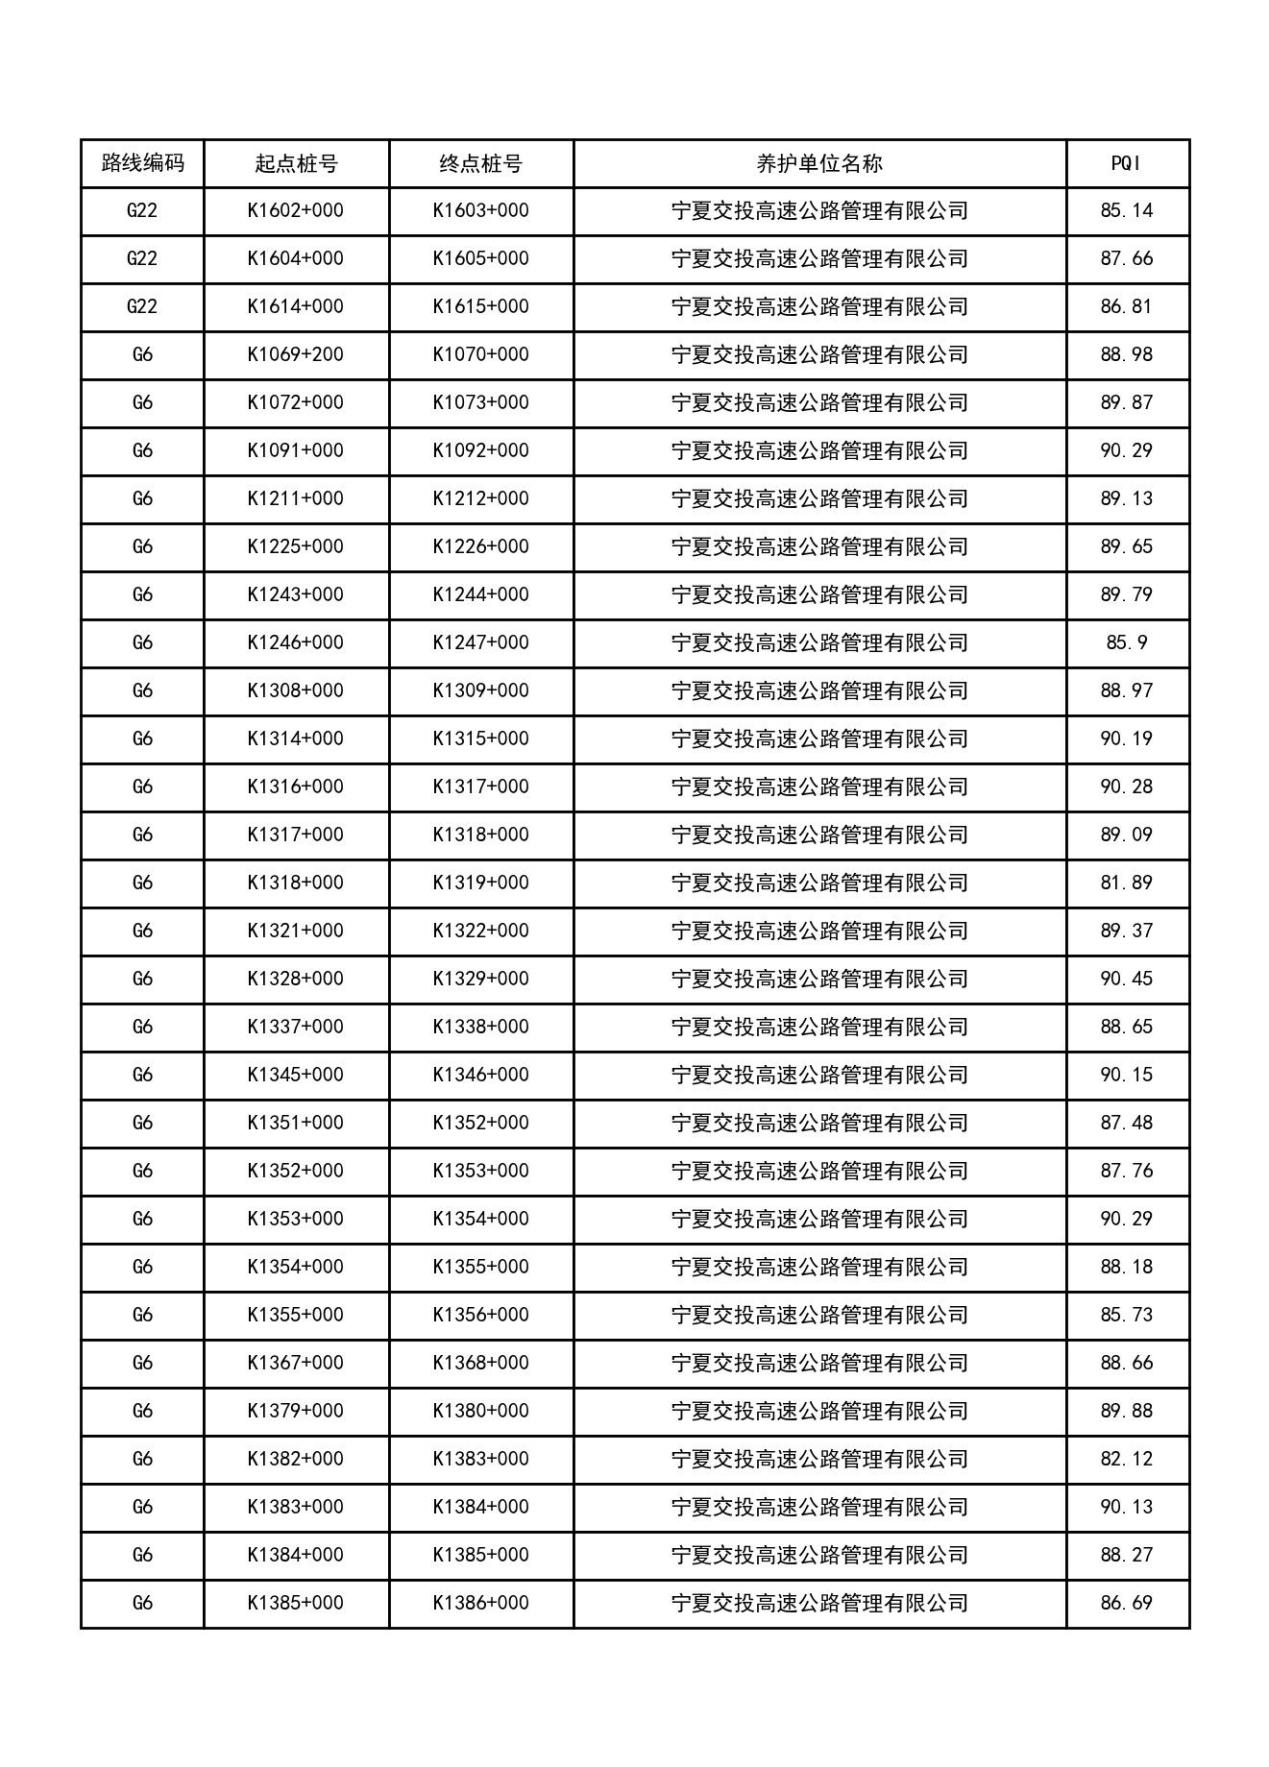 路线编码 起点桩号 终点桩号 养护单位名称 PQI
G22 K1602+000 K1603+000 宁夏交投高速公路管理有限公司 85.14
G22 K1604+000 K1605+000 宁夏交投高速公路管理有限公司 87.66
G22 K1614+000 K1615+000 宁夏交投高速公路管理有限公司 86.81
G6 K1069+200 K1070+000 宁夏交投高速公路管理有限公司 88.98
G6 K1072+000 K1073+000 宁夏交投高速公路管理有限公司 89.87
G6 K1091+000 K1092+000 宁夏交投高速公路管理有限公司 90.29
G6 K1211+000 K1212+000 宁夏交投高速公路管理有限公司 89.13
G6 K1225+000 K1226+000 宁夏交投高速公路管理有限公司 89.65
G6 K1243+000 K1244+000 宁夏交投高速公路管理有限公司 89.79
G6 K1246+000 K1247+000 宁夏交投高速公路管理有限公司 85.9
G6 K1308+000 K1309+000 宁夏交投高速公路管理有限公司 88.97
G6 K1314+000 K1315+000 宁夏交投高速公路管理有限公司 90.19
G6 K1316+000 K1317+000 宁夏交投高速公路管理有限公司 90.28
G6 K1317+000 K1318+000 宁夏交投高速公路管理有限公司 89.09
G6 K1318+000 K1319+000 宁夏交投高速公路管理有限公司 81.89
G6 K1321+000 K1322+000 宁夏交投高速公路管理有限公司 89.37
G6 K1328+000 K1329+000 宁夏交投高速公路管理有限公司 90.45
G6 K1337+000 K1338+000 宁夏交投高速公路管理有限公司 88.65
G6 K1345+000 K1346+000 宁夏交投高速公路管理有限公司 90.15
G6 K1351+000 K1352+000 宁夏交投高速公路管理有限公司 87.48
G6 K1352+000 K1353+000 宁夏交投高速公路管理有限公司 87.76
G6 K1353+000 K1354+000 宁夏交投高速公路管理有限公司 90.29
G6 K1354+000 K1355+000 宁夏交投高速公路管理有限公司 88.18
G6 K1355+000 K1356+000 宁夏交投高速公路管理有限公司 85.73
G6 K1367+000 K1368+000 宁夏交投高速公路管理有限公司 88.66
G6 K1379+000 K1380+000 宁夏交投高速公路管理有限公司 89.88
G6 K1382+000 K1383+000 宁夏交投高速公路管理有限公司 82.12
G6 K1383+000 K1384+000 宁夏交投高速公路管理有限公司 90.13
G6 K1384+000 K1385+000 宁夏交投高速公路管理有限公司 88.27
G6 K1385+000 K1386+000 宁夏交投高速公路管理有限公司 86.69